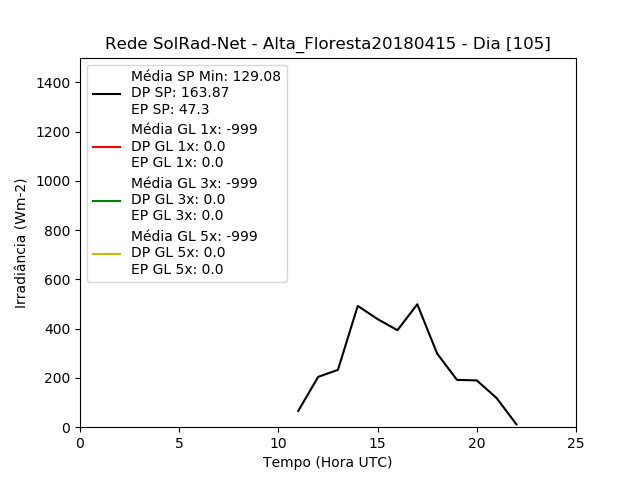 Rede SolRad-Net - Alta_Floresta20180415 - Dia [105]
Média SP Min: 129.08
DP SP: 163.87
EP SP: 47.3
Média GL 1x: -999
DP GL 1x: 0.0
EP GL 1x: 0.0
Média GL 3x: -999
DP GL 3x: 0.0
EP GL 3x: 0.0
Média GL 5x: -999
DP GL 5x: 0.0
EP GL 5x: 0.0
Irradiância (Wm-2)
1400
1200
1000
800
600
400
200
0
0 5 10 15 20 25
Tempo (Hora UTC)